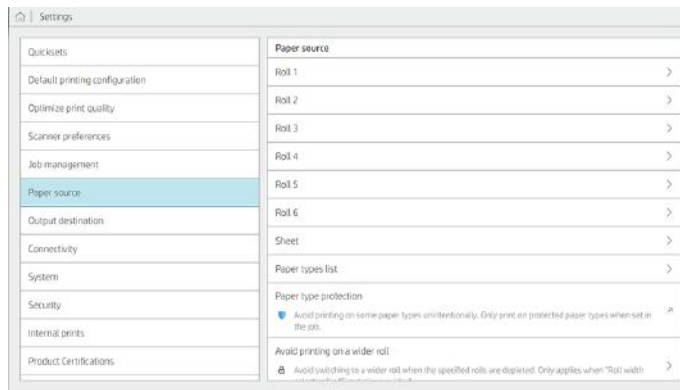 Settings
Quicksets
Default printing configuration
Optimize print quality
Scanner preferences
Job management
Paper source
Output destination
Connectivity
System
Security
Internal prints
Product Certifications
Paper source
Roll 1
Roll 2
Roll 3
Roll 4
Roll 5
Roll 6
Sheet
Paper types list
Paper type protection
Avoid printing on some paper types unintentionally. Only print on protected paper types when set in
the job.
Avoid printing on a wider roll
Avoid switching to a wider roll when the specified rolls are depleted. Only applies when "Roll width